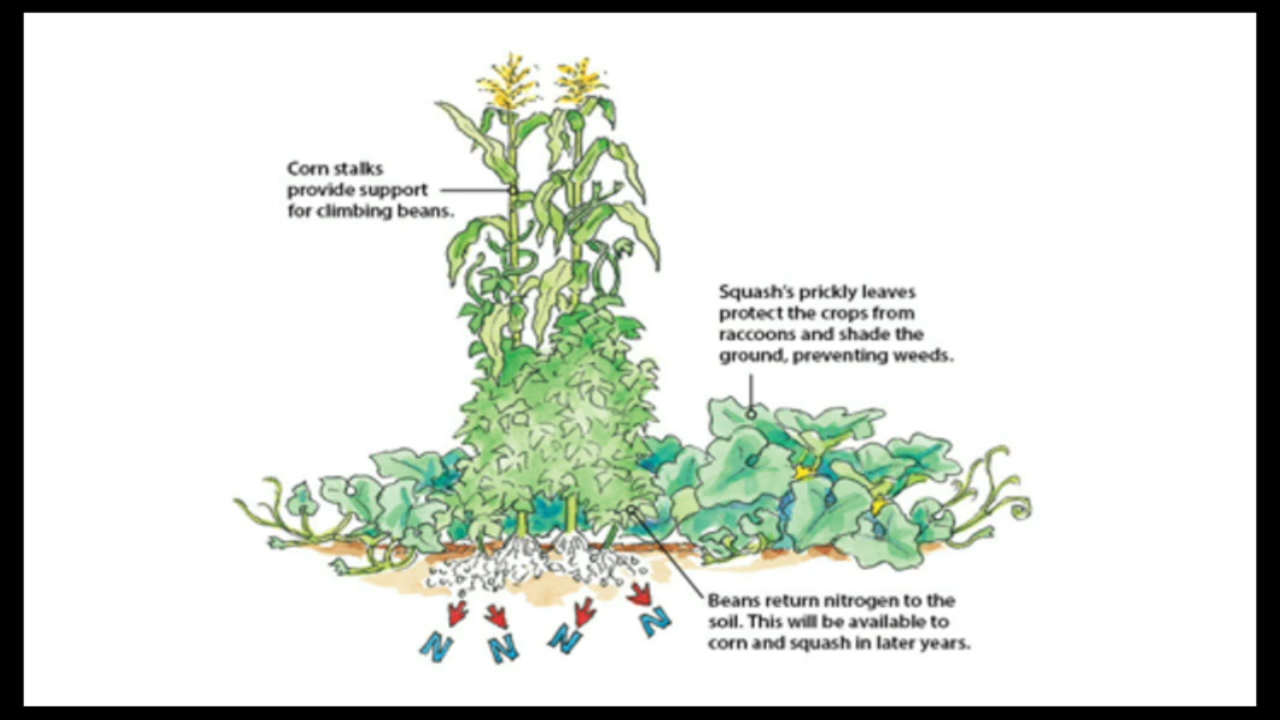 Corn stalks
provide support
for climbing beans.
Squash's prickly leaves
protect the crops from
raccoons and shade the
ground, preventing weeds.
N N N N
Beans return nitrogen to the
soil. This will be available to
corn and squash in later years.